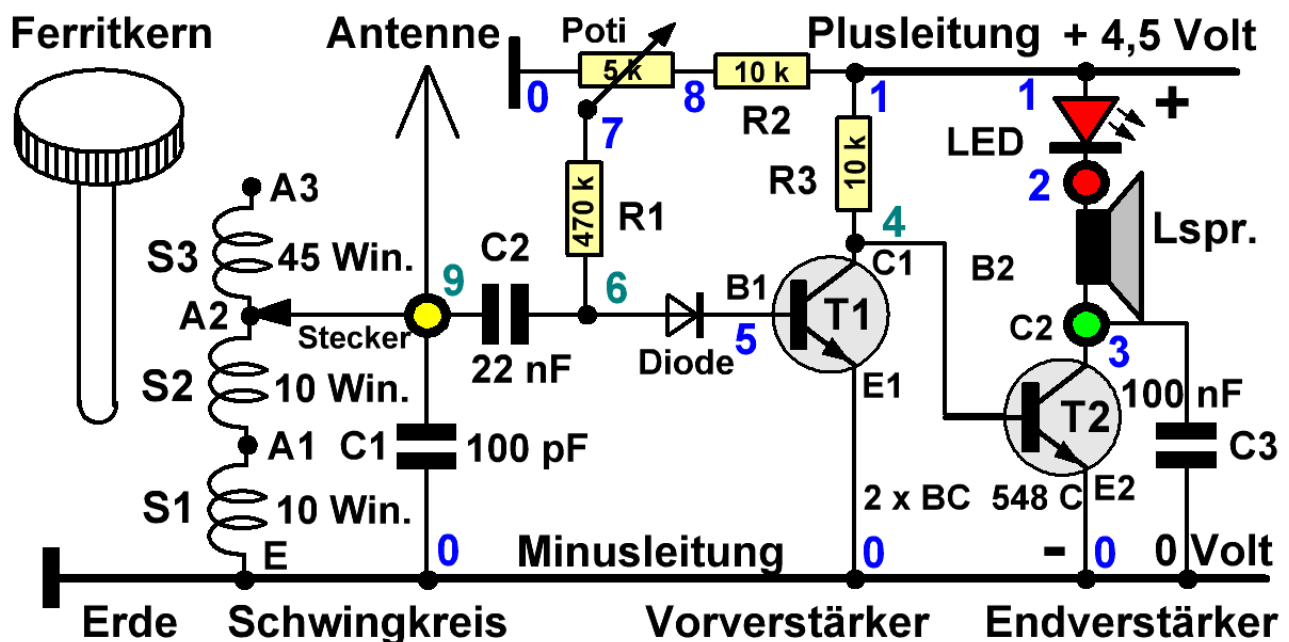 Ferritkern
Antenne
Poti
Plusleitung + 4,5 Volt
5 k
10 k
0
8
R2
1
1
+
7
LED
A3
470 k
R1
R3
10 k
2
4
Lspr.
S3
45 Win.
C2
9
6
C1
B2
B1
T1
A2
Stecker
22 nF
Diode
5
C2
3
E1
S2
10 Win.
T2
100 nF
A1
C1
100 pF
C3
S1
10 Win.
2 x BC 548 C
E2
E
0
Minusleitung
0
-
0
0 Volt
Erde
Schwingkreis
Vorverstärker
Endverstärker